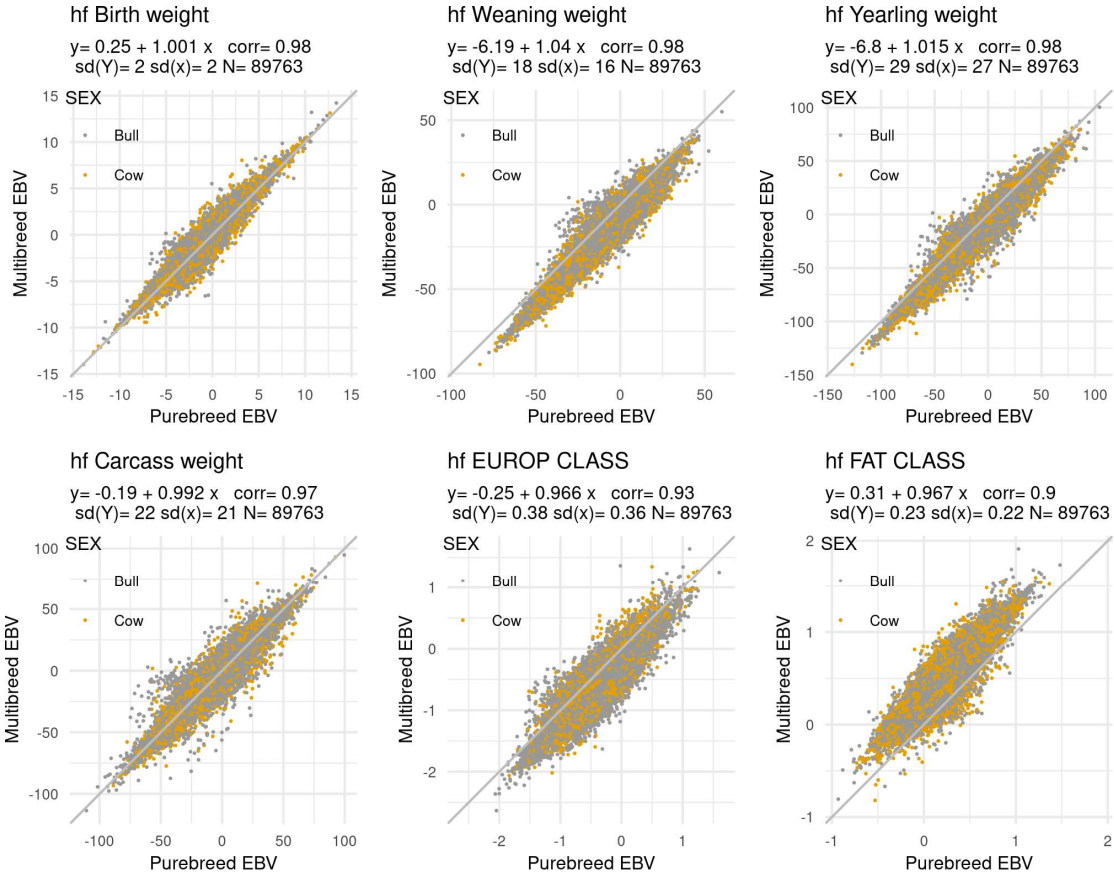 hf Birth weight
y= 0.25 + 1.001 x corr= 0.98
sd(Y)= 2 sd(x)= 2 N= 89763
SEX
Bull
Cow
15
10
5
0
-5
-10
-15
-15 -10 -5 0 5 10 15
Multibreed EBV
Purebreed EBV
hf Weaning weight
y= -6.19 + 1.04 x corr= 0.98
sd(Y)= 18 sd(x)= 16 N= 89763
SEX
Bull
Cow
50
0
-50
-100
-100 -50 0 50
Multibreed EBV
Purebreed EBV
hf Yearling weight
y= -6.8 + 1.015 x corr= 0.98
sd(Y)= 29 sd(x)= 27 N= 89763
SEX
Bull
Cow
100
50
0
-50
-100
-150
-150 -100 -50 0 50 100
Multibreed EBV
Purebreed EBV
hf Carcass weight
y= -0.19 + 0.992 x corr= 0.97
sd(Y)= 22 sd(x)= 21 N= 89763
SEX
Bull
Cow
100
50
0
-50
-100
-100 -50 0 50 100
Multibreed EBV
Purebreed EBV
hf EUROP CLASS
y= -0.25 + 0.966 x corr= 0.93
sd(Y)= 0.38 sd(x)= 0.36 N= 89763
SEX
Bull
Cow
1
0
-1
-2
-2 -1 0 1
Multibreed EBV
Purebreed EBV
hf FAT CLASS
y= 0.31 + 0.967 x corr= 0.9
sd(Y)= 0.23 sd(x)= 0.22 N= 89763
SEX
Bull
Cow
2
1
0
-1
-1 0 1 2
Multibreed EBV
Purebreed EBV